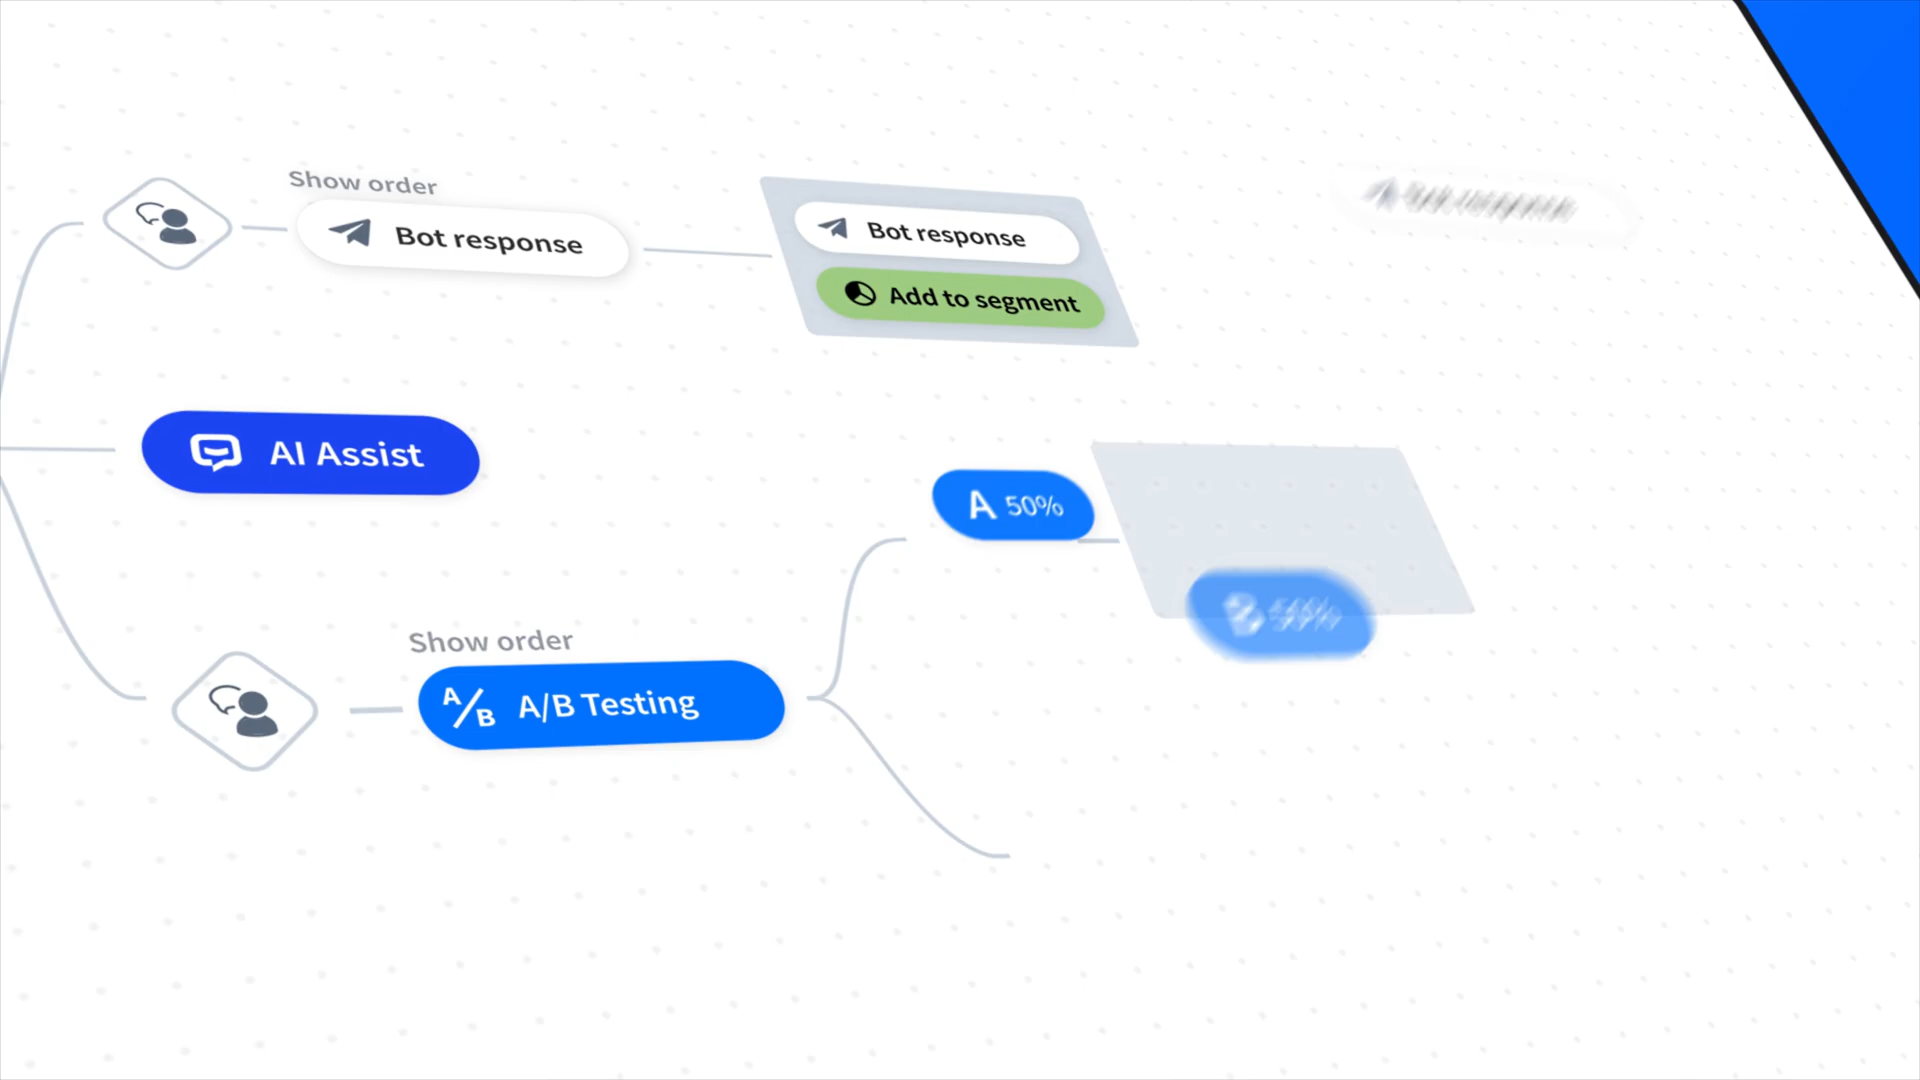 Show order
Bot response
Bot response
Add to segment
AI Assist
A 50%
Show order
A/B A/B Testing